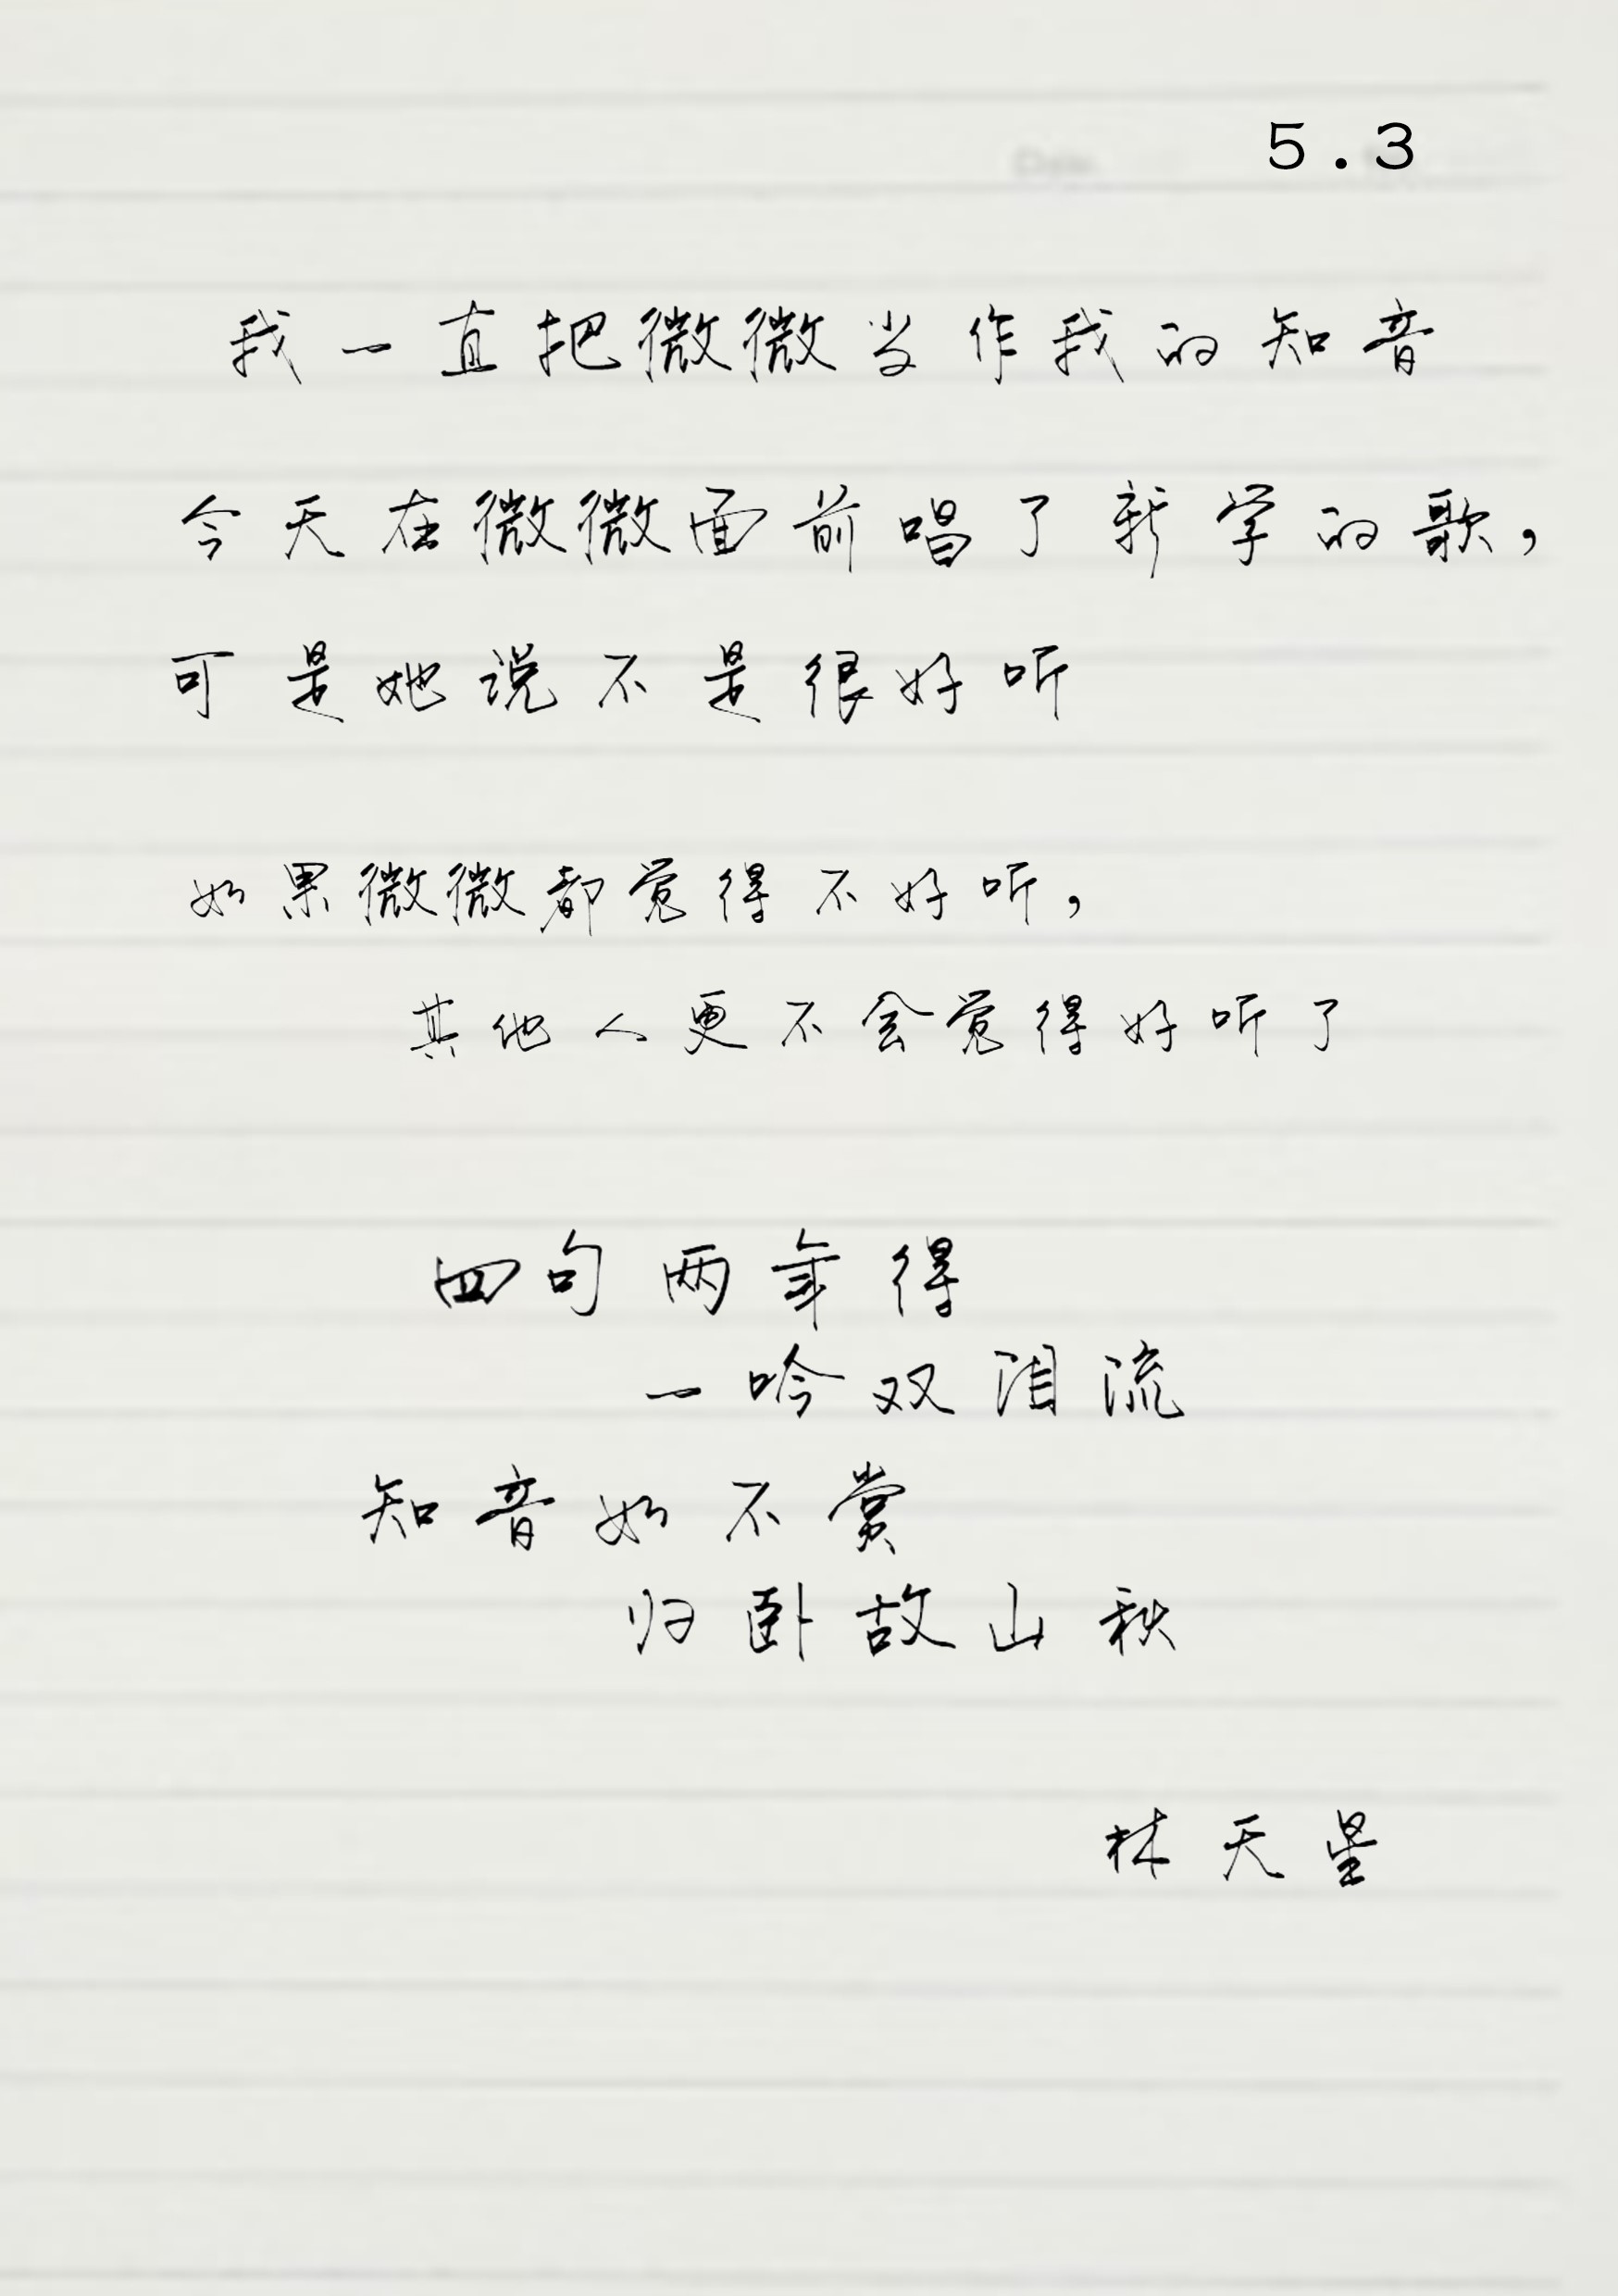 5.3
我一直把微微当作我的知音
今天在微微面前唱了新学的歌，
可是她说不是很好听
如果微微都觉得不好听，
其他人更不会觉得好听了
四句两年得
一吟双泪流
知音如不赏
归卧故山秋
林天星